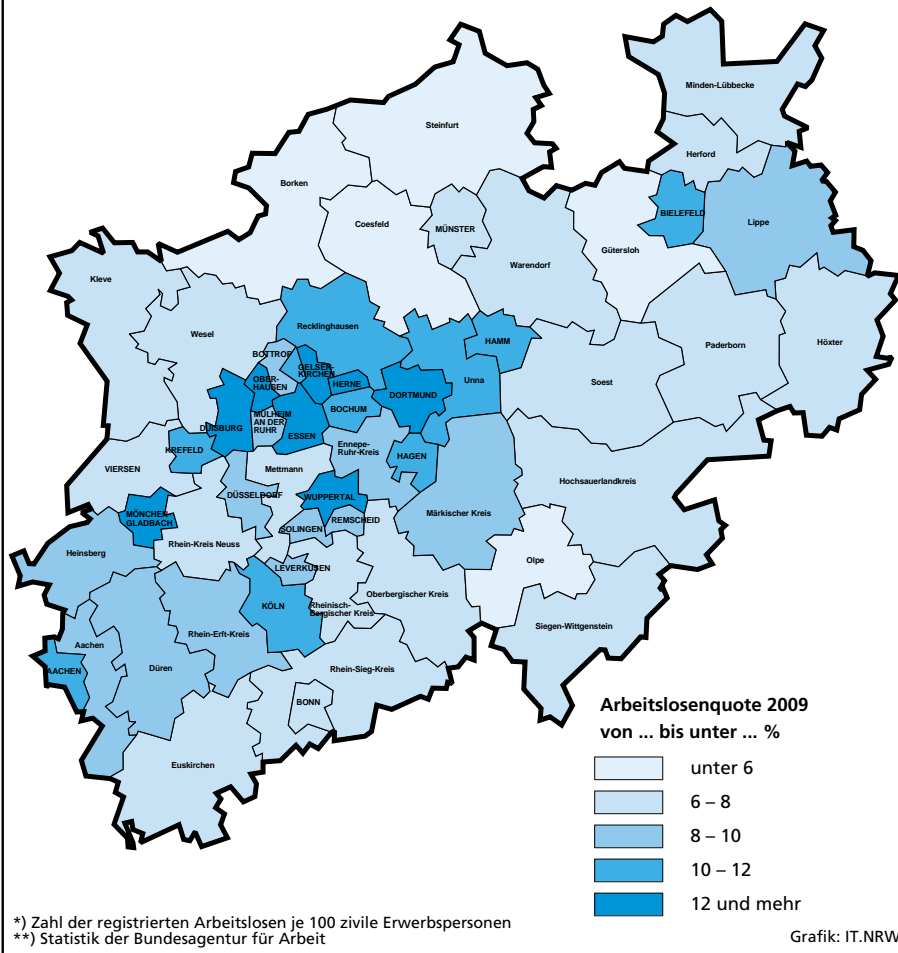 Minden-Lübbecke
Steinfurt
Herford
Borken
BIELEFELD
Lippe
Coesfeld
MÜNSTER
Gütersloh
Warendorf
Kleve
Wesel
Recklinghausen
HAMM
Paderborn
Höxter
BOTTROP
GELSEN-
KIRCHEN
Unna
Soest
OBER-
HAUSEN
HERNE
DORTMUND
MÜLHEIM
AN DER
RUHR
BOCHUM
DUISBURG
ESSEN
KREFELD
Ennepe-
Ruhr-Kreis
HAGEN
VIERSEN
Mettmann
Hochsauerlandkreis
DÜSSELDORF
WUPPERTAL
MÖNCHEN-
GLADBACH
Märkischer Kreis
SOLINGEN
REMSCHEID
Rhein-Kreis Neuss
Heinsberg
Olpe
LEVERKUSEN
Oberbergischer Kreis
KÖLN
Rheinisch-
Bergischer Kreis
Siegen-Wittgenstein
Rhein-Erft-Kreis
Aachen
AACHEN
Düren
Rhein-Sieg-Kreis
BONN
Euskirchen
Arbeitslosenquote 2009
von ... bis unter ... %
unter 6
6 – 8
8 – 10
10 – 12
12 und mehr
*) Zahl der registrierten Arbeitslosen je 100 zivile Erwerbspersonen
**) Statistik der Bundesagentur für Arbeit
Grafik: IT.NRW